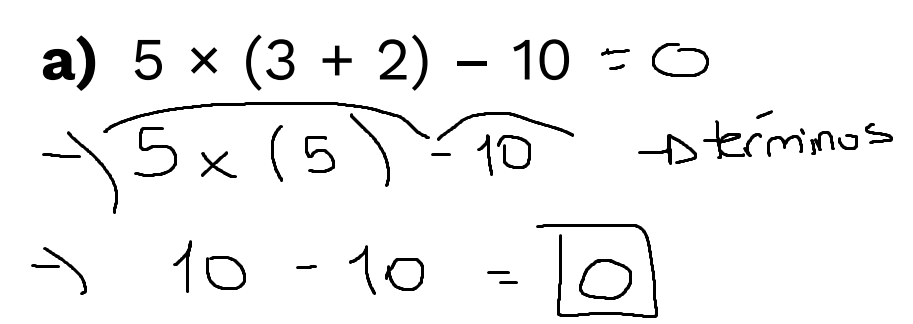 a) 5 × (3 + 2) − 10 = 0
→ 5 × (5) - 10 → términos
→ 10 - 10 = 0